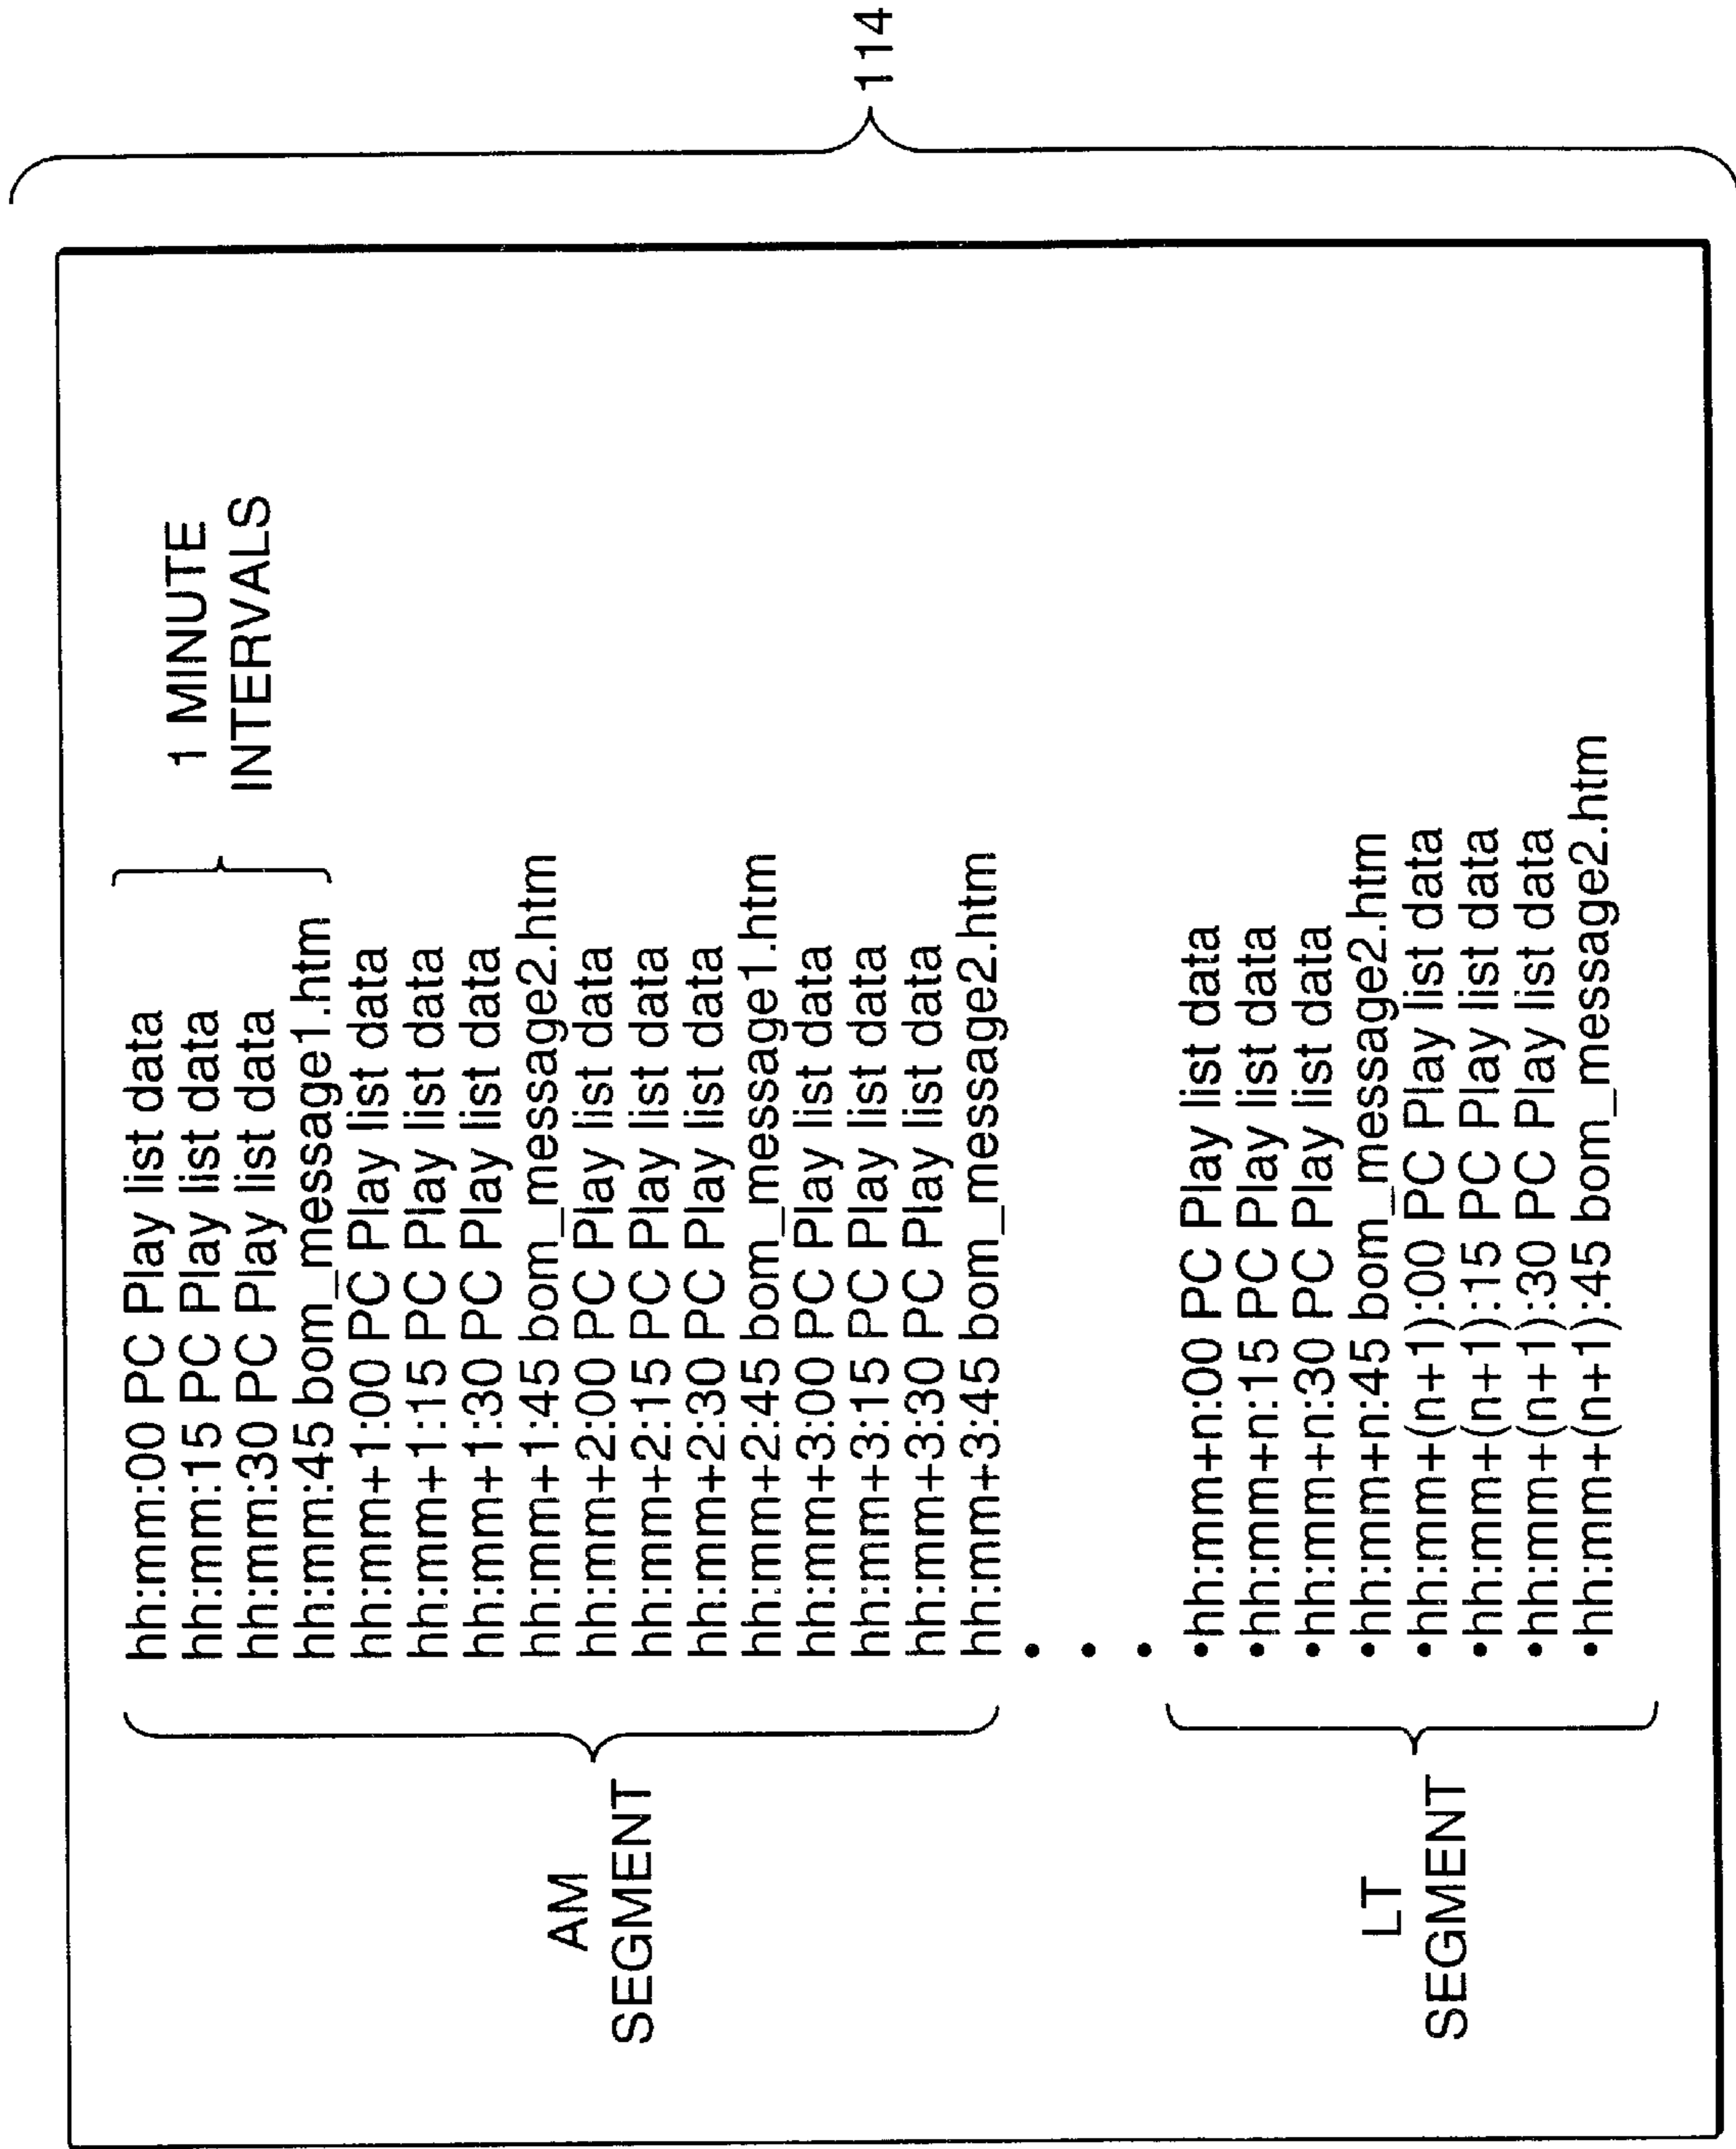 hh:mm:00 PC Play list data
hh:mm:15 PC Play list data
hh:mm:30 PC Play list data
hh:mm:45 bom_message1.htm
1 MINUTE
INTERVALS
hh:mm+1:00 PC Play list data
hh:mm+1:15 PC Play list data
hh:mm+1:30 PC Play list data
hh:mm+1:45 bom_message2.htm
hh:mm+2:00 PC Play list data
hh:mm+2:15 PC Play list data
hh:mm+2:30 PC Play list data
hh:mm+2:45 bom_message1.htm
hh:mm+3:00 PC Play list data
hh:mm+3:15 PC Play list data
hh:mm+3:30 PC Play list data
hh:mm+3:45 bom_message2.htm
AM
SEGMENT
•
•
•
•hh:mm+n:00 PC Play list data
•hh:mm+n:15 PC Play list data
•hh:mm+n:30 PC Play list data
•hh:mm+n:45 bom_message2.htm
•hh:mm+(n+1):00 PC Play list data
•hh:mm+(n+1):15 PC Play list data
•hh:mm+(n+1):30 PC Play list data
•hh:mm+(n+1):45 bom_message2.htm
LT
SEGMENT
114